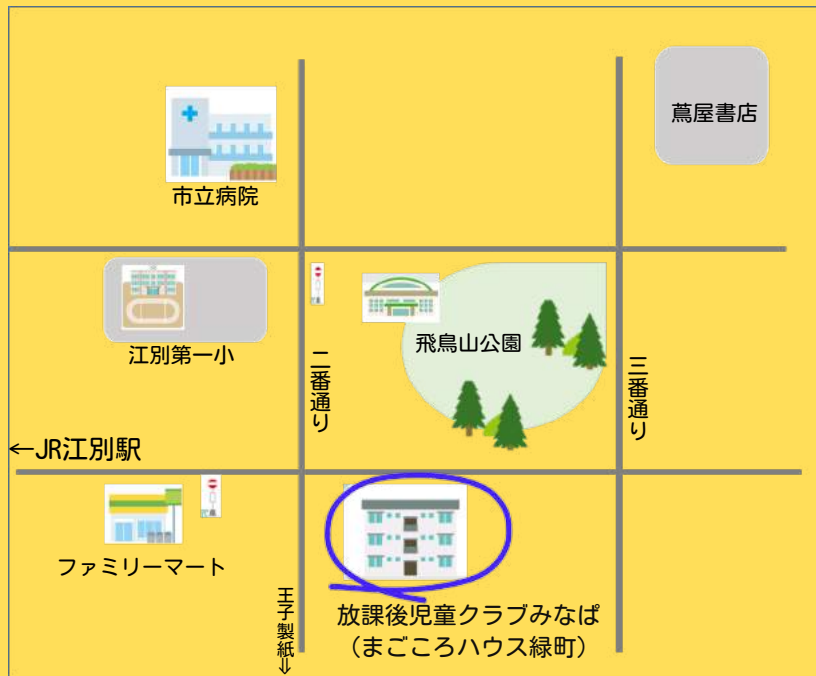 蔦屋書店
市立病院
江別第一小
飛鳥山公園
二番通り
三番通り
←JR江別駅
ファミリーマート
王子製紙⇒
放課後児童クラブみなぱ
（まごころハウス緑町）